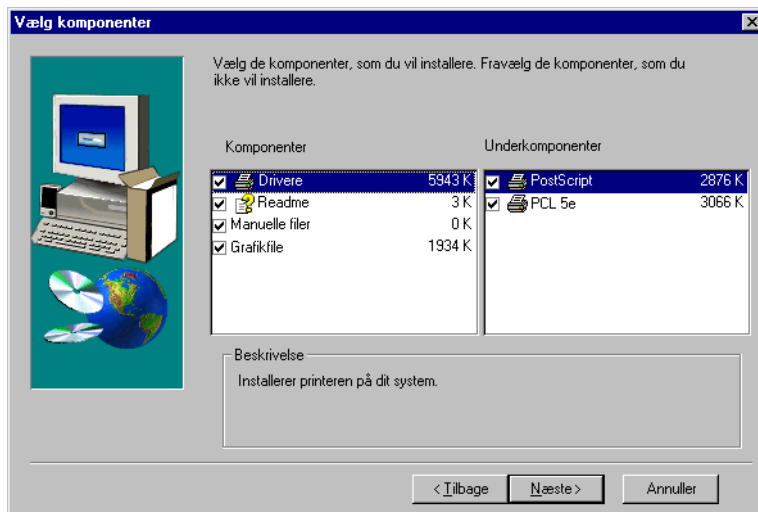 Vælg komponenter
Vælg de komponenter, som du vil installere. Fravælg de komponenter, som du
ikke vil installere.
Komponenter
Drivere 5943 K
Readme 3 K
Manuelle filer 0 K
Grafikfile 1934 K
Underkomponenter
PostScript 2876 K
PCL 5e 3066 K
Beskrivelse
Installerer printeren på dit system.
< Tilbage
Næste >
Annuller